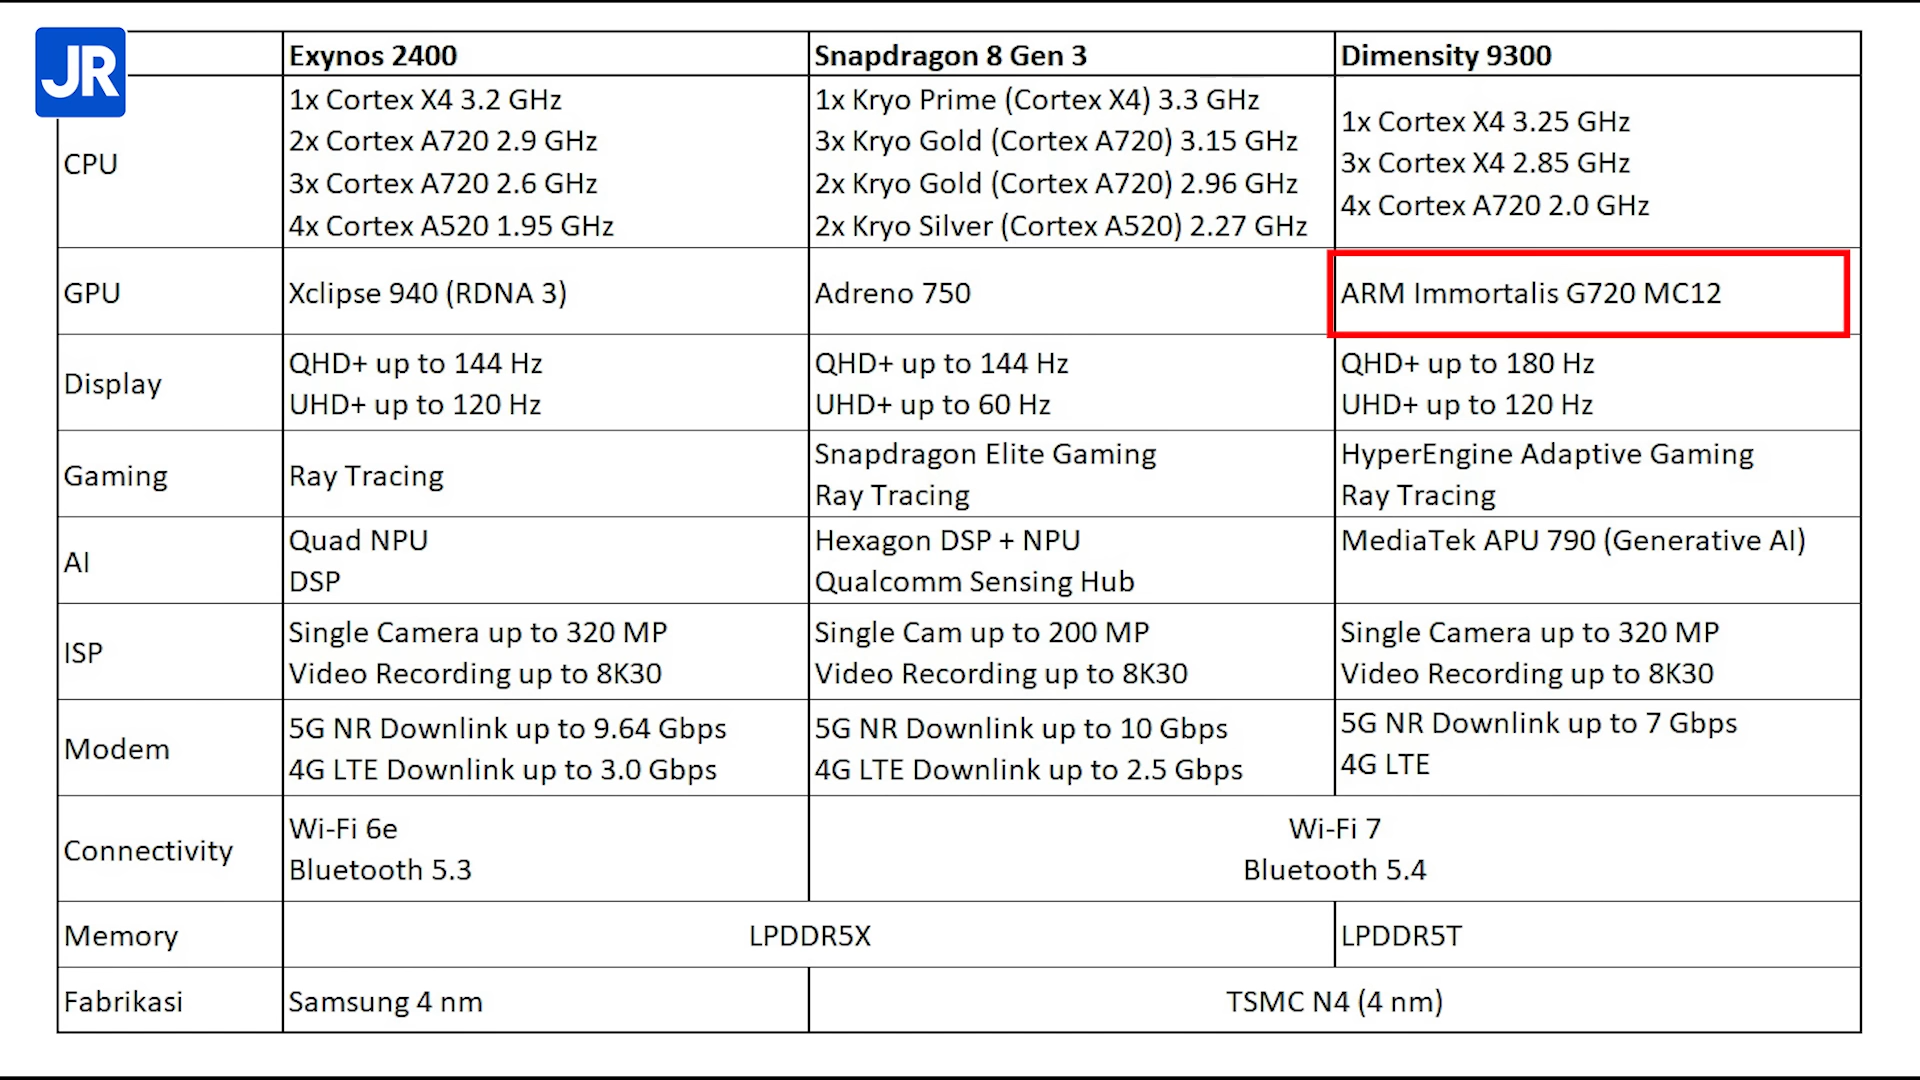 JR
Exynos 2400
Snapdragon 8 Gen 3
Dimensity 9300
CPU
1x Cortex X4 3.2 GHz
2x Cortex A720 2.9 GHz
3x Cortex A720 2.6 GHz
4x Cortex A520 1.95 GHz
1x Kryo Prime (Cortex X4) 3.3 GHz
3x Kryo Gold (Cortex A720) 3.15 GHz
2x Kryo Gold (Cortex A720) 2.96 GHz
2x Kryo Silver (Cortex A520) 2.27 GHz
1x Cortex X4 3.25 GHz
3x Cortex X4 2.85 GHz
4x Cortex A720 2.0 GHz
GPU
Xclipse 940 (RDNA 3)
Adreno 750
ARM Immortalis G720 MC12
Display
QHD+ up to 144 Hz
UHD+ up to 120 Hz
QHD+ up to 144 Hz
UHD+ up to 60 Hz
QHD+ up to 180 Hz
UHD+ up to 120 Hz
Gaming
Ray Tracing
Snapdragon Elite Gaming
Ray Tracing
HyperEngine Adaptive Gaming
Ray Tracing
AI
Quad NPU
DSP
Hexagon DSP + NPU
Qualcomm Sensing Hub
MediaTek APU 790 (Generative AI)
ISP
Single Camera up to 320 MP
Video Recording up to 8K30
Single Cam up to 200 MP
Video Recording up to 8K30
Single Camera up to 320 MP
Video Recording up to 8K30
Modem
5G NR Downlink up to 9.64 Gbps
4G LTE Downlink up to 3.0 Gbps
5G NR Downlink up to 10 Gbps
4G LTE Downlink up to 2.5 Gbps
5G NR Downlink up to 7 Gbps
4G LTE
Connectivity
Wi-Fi 6e
Bluetooth 5.3
Wi-Fi 7
Bluetooth 5.4
Memory
LPDDR5X
LPDDR5T
Fabrikasi
Samsung 4 nm
TSMC N4 (4 nm)